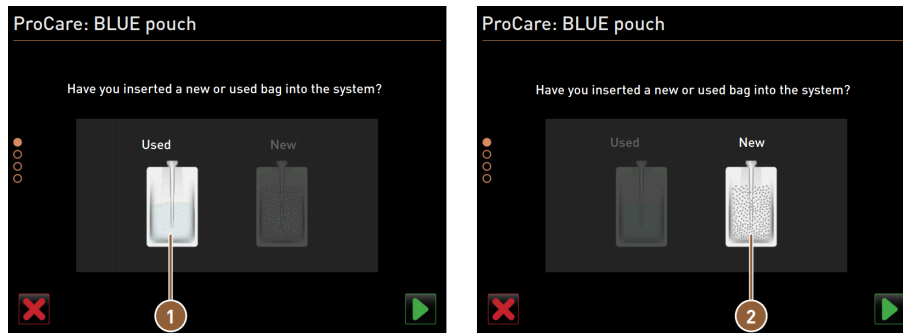 ProCare: BLUE pouch
Have you inserted a new or used bag into the system?
Used New
1
ProCare: BLUE pouch
Have you inserted a new or used bag into the system?
Used New
2